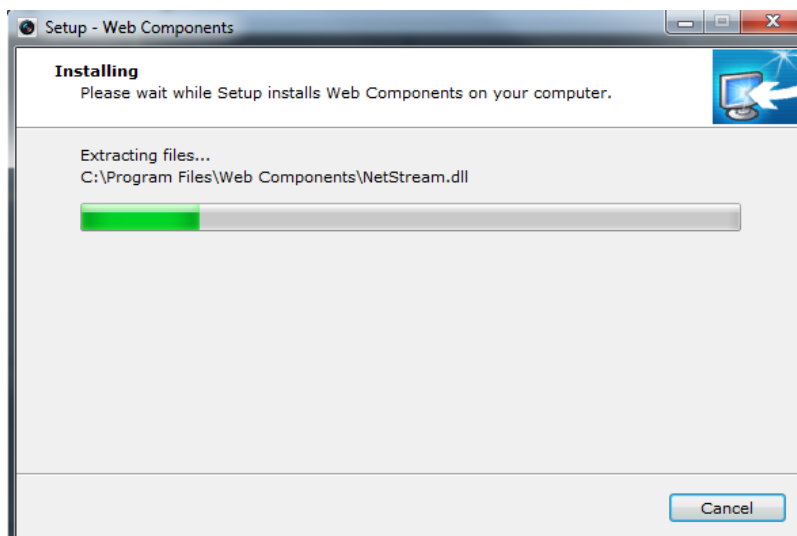 Setup - Web Components
Installing
Please wait while Setup installs Web Components on your computer.
Extracting files...
C:\Program Files\Web Components\NetStream.dll
Cancel